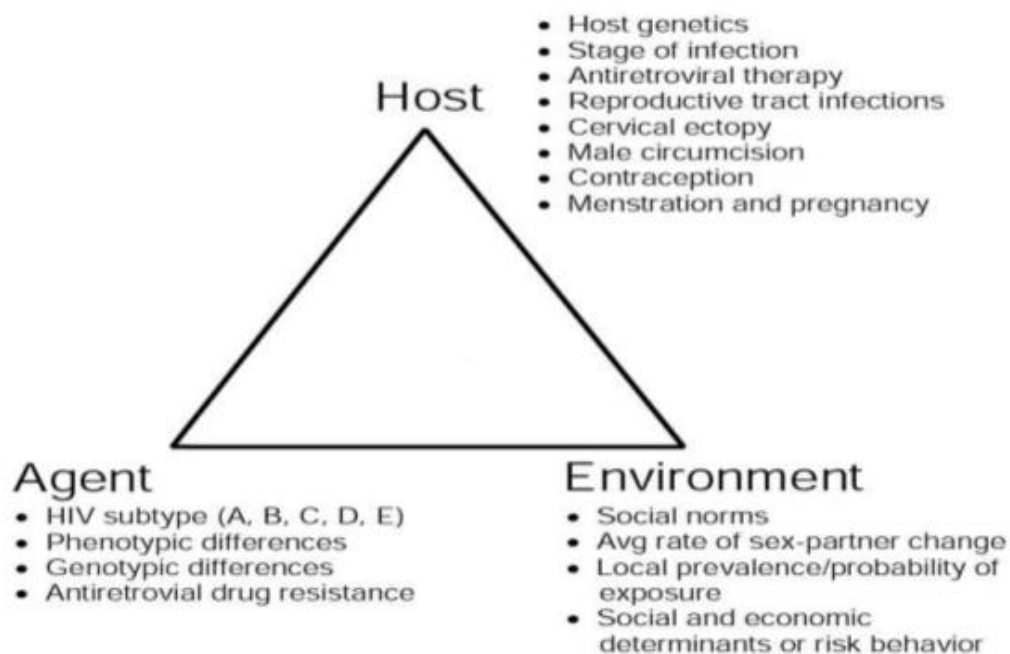 • Host genetics
• Stage of infection
• Antiretroviral therapy
• Reproductive tract infections
• Cervical ectopy
• Male circumcision
• Contraception
• Menstration and pregnancy
Host
Agent
• HIV subtype (A, B, C, D, E)
• Phenotypic differences
• Genotypic differences
• Antiretrovial drug resistance
Environment
• Social norms
• Avg rate of sex-partner change
• Local prevalence/probability of
exposure
• Social and economic
determinants or risk behavior